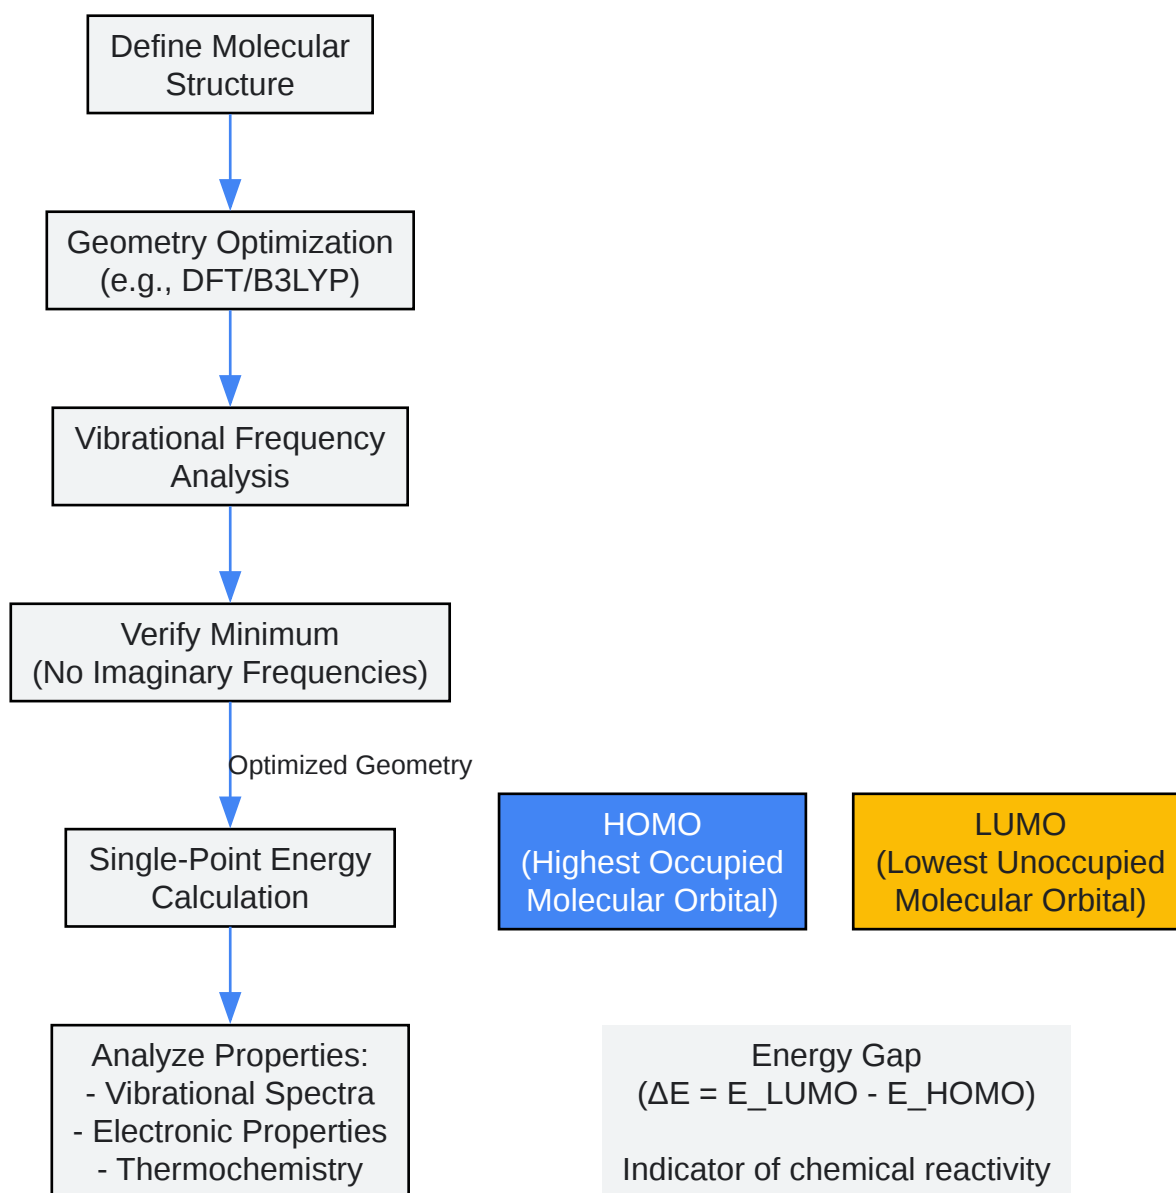 Define Molecular
Structure
Geometry Optimization
(e.g., DFT/B3LYP)
Vibrational Frequency
Analysis
Verify Minimum
(No Imaginary Frequencies)
Optimized Geometry
Single-Point Energy
Calculation
HOMO
(Highest Occupied
Molecular Orbital)
LUMO
(Lowest Unoccupied
Molecular Orbital)
Analyze Properties:
- Vibrational Spectra
- Electronic Properties
- Thermochemistry
Energy Gap
(ΔE = E_LUMO - E_HOMO)
Indicator of chemical reactivity